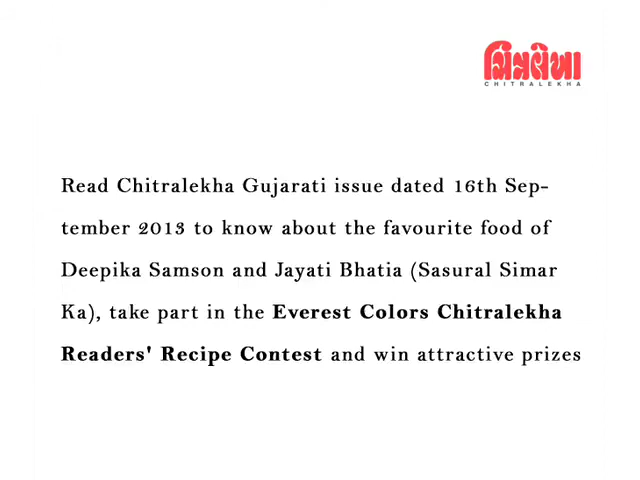 ચિત્રલેખા
CHITRALEKHA
Read Chitralekha Gujarati issue dated 16th Sep-
tember 2013 to know about the favourite food of
Deepika Samson and Jayati Bhatia (Sasural Simar
Ka), take part in the Everest Colors Chitralekha
Readers' Recipe Contest and win attractive prizes